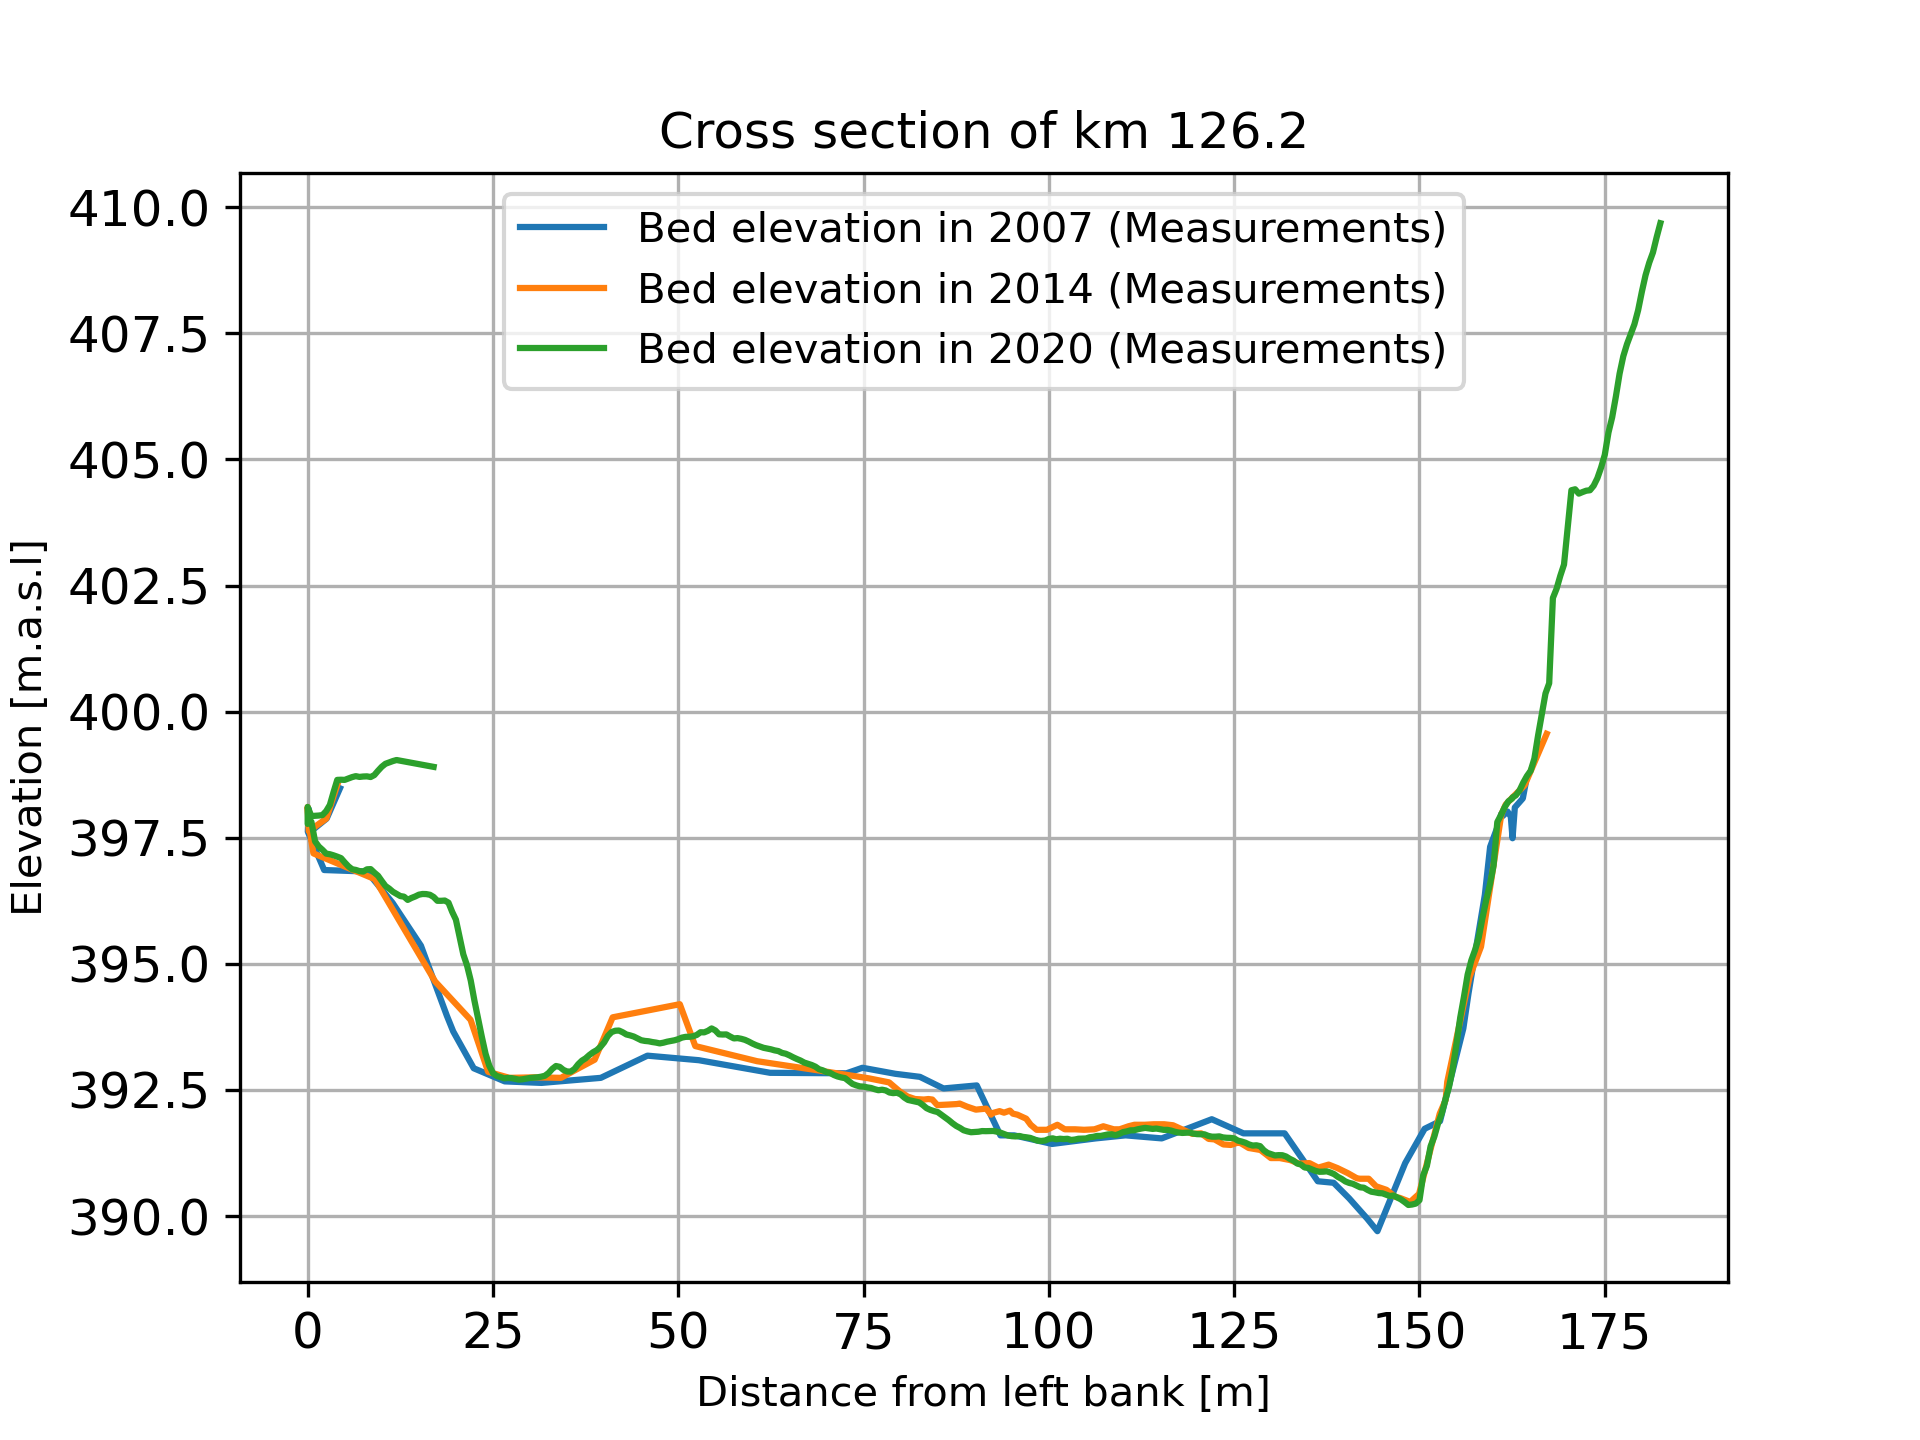 Cross section of km 126.2
Bed elevation in 2007 (Measurements)
Bed elevation in 2014 (Measurements)
Bed elevation in 2020 (Measurements)
Elevation [m.a.s.l]
410.0
407.5
405.0
402.5
400.0
397.5
395.0
392.5
390.0
0 25 50 75 100 125 150 175
Distance from left bank [m]